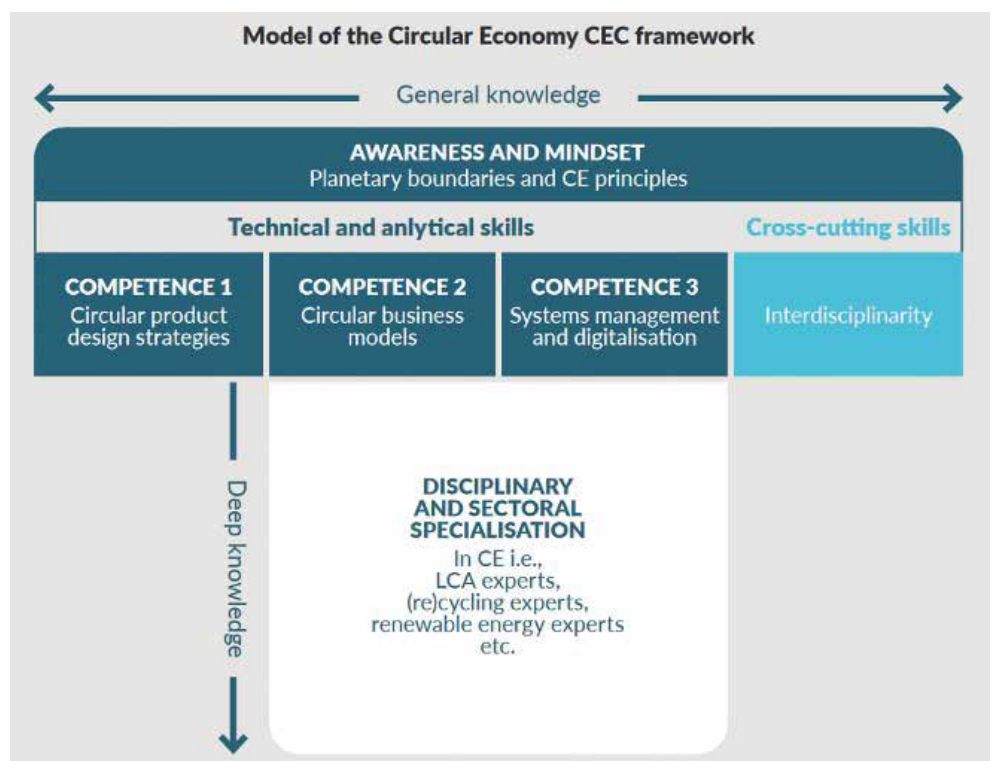 Model of the Circular Economy CEC framework
General knowledge
AWARENESS AND MINDSET
Planetary boundaries and CE principles
Technical and anlytical skills
Cross-cutting skills
COMPETENCE 1
Circular product
design strategies
COMPETENCE 2
Circular business
models
COMPETENCE 3
Systems management
and digitalisation
Interdisciplinarity
Deep knowledge
DISCIPLINARY
AND SECTORAL
SPECIALISATION
In CE i.e.,
LCA experts,
(re)cycling experts,
renewable energy experts
etc.